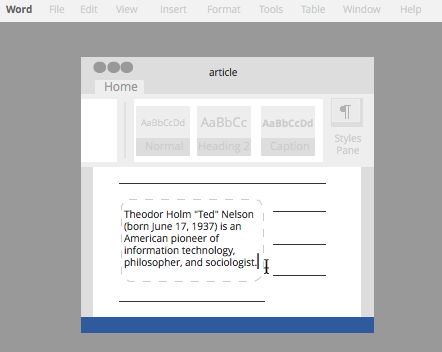 Word File Edit View Insert Format Tools Table Window Help
article
Home
AaBbCcDd AaBbCc AaBbCcDd
Normal Heading 2 Caption
¶
Styles
Pane
Theodor Holm "Ted" Nelson
(born June 17, 1937) is an
American pioneer of
information technology,
philosopher, and sociologist.